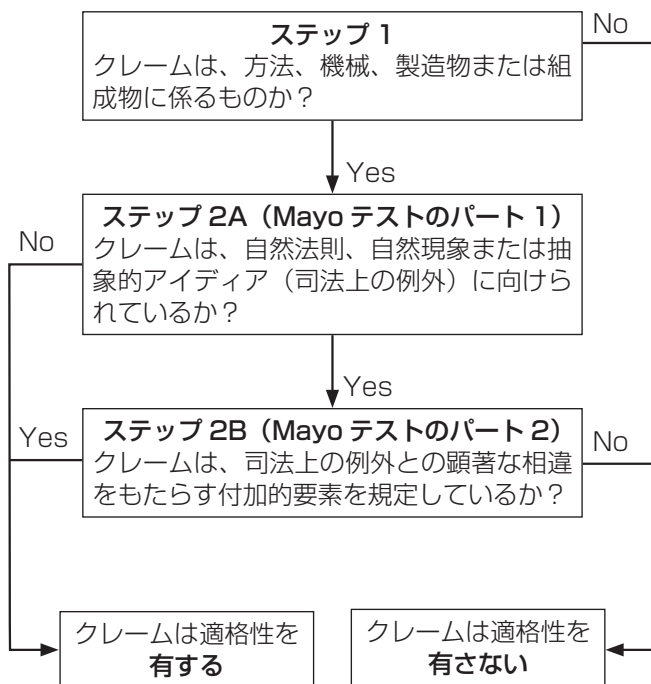 ステップ 1
クレームは、方法、機械、製造物または組
成物に係るものか？
No
Yes
ステップ 2A（Mayo テストのパート 1）
クレームは、自然法則、自然現象または抽
象的アイディア（司法上の例外）に向けら
れているか？
No
Yes
ステップ 2B（Mayo テストのパート 2）
クレームは、司法上の例外との顕著な相違
をもたらす付加的要素を規定しているか？
Yes
No
クレームは適格性を
有する
クレームは適格性を
有さない